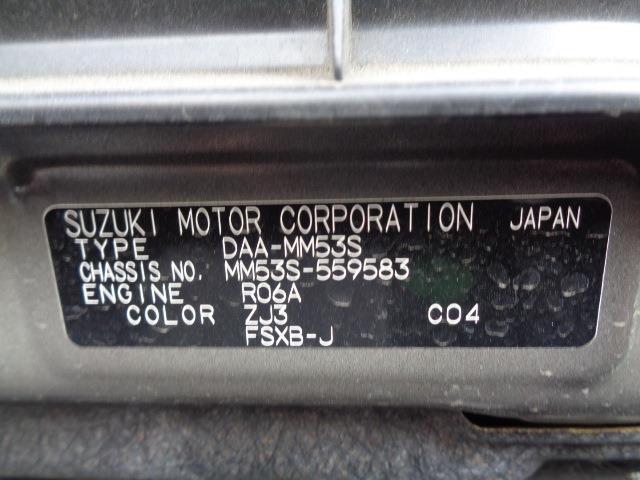 SUZUKI MOTOR CORPORATION JAPAN
TYPE DAA-MM53S
CHASSIS NO. MM53S-559583
ENGINE R06A
COLOR ZJ3 C04
FSXB-J